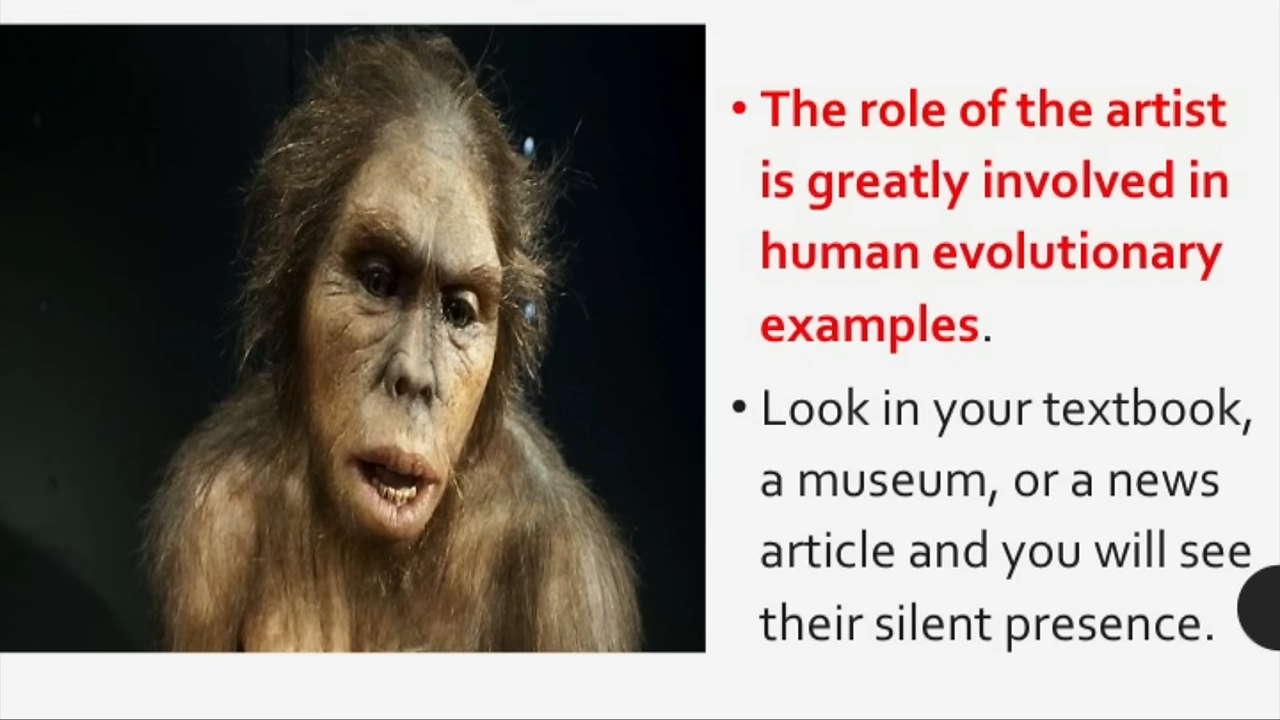 • The role of the artist
is greatly involved in
human evolutionary
examples.
• Look in your textbook,
a museum, or a news
article and you will see
their silent presence.